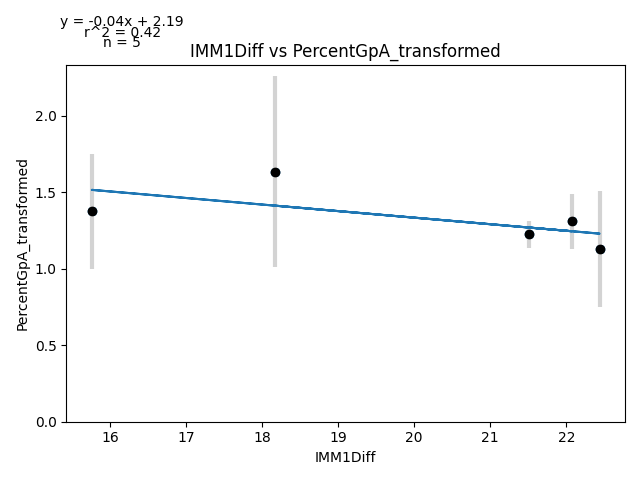 y = -0.04x + 2.19
r^2 = 0.42
n = 5
IMM1Diff vs PercentGpA_transformed
PercentGpA_transformed
2.0
1.5
1.0
0.5
0.0
16 17 18 19 20 21 22
IMM1Diff